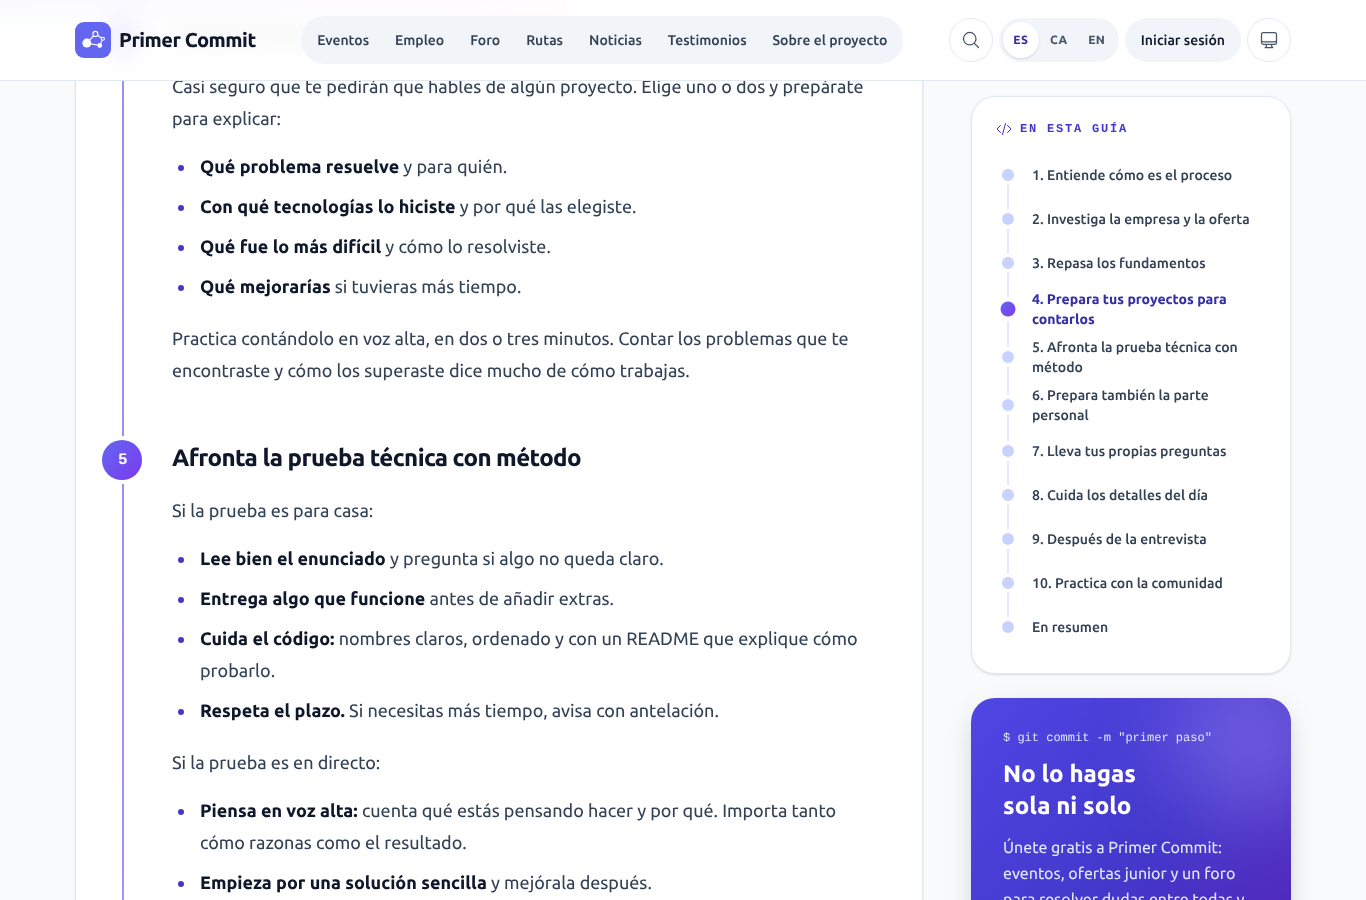 Primer Commit
Eventos
Empleo
Foro
Rutas
Noticias
Testimonios
Sobre el proyecto
ES
CA
EN
Iniciar sesión
Casi seguro que te pedirán que hables de algún proyecto. Elige uno o dos y prepárate
para explicar:
Qué problema resuelve y para quién.
Con qué tecnologías lo hiciste y por qué las elegiste.
Qué fue lo más difícil y cómo lo resolviste.
Qué mejorarías si tuvieras más tiempo.
Practica contándolo en voz alta, en dos o tres minutos. Contar los problemas que te
encontraste y cómo los superaste dice mucho de cómo trabajas.
5
Afronta la prueba técnica con método
Si la prueba es para casa:
Lee bien el enunciado y pregunta si algo no queda claro.
Entrega algo que funcione antes de añadir extras.
Cuida el código: nombres claros, ordenado y con un README que explique cómo
probarlo.
Respeta el plazo. Si necesitas más tiempo, avisa con antelación.
Si la prueba es en directo:
Piensa en voz alta: cuenta qué estás pensando hacer y por qué. Importa tanto
cómo razonas como el resultado.
Empieza por una solución sencilla y mejórala después.
EN ESTA GUÍA
1. Entiende cómo es el proceso
2. Investiga la empresa y la oferta
3. Repasa los fundamentos
4. Prepara tus proyectos para
contarlos
5. Afronta la prueba técnica con
método
6. Prepara también la parte
personal
7. Lleva tus propias preguntas
8. Cuida los detalles del día
9. Después de la entrevista
10. Practica con la comunidad
En resumen
$ git commit -m "primer paso"
No lo hagas
sola ni solo
Únete gratis a Primer Commit:
eventos, ofertas junior y un foro
para resolver dudas entre todas y